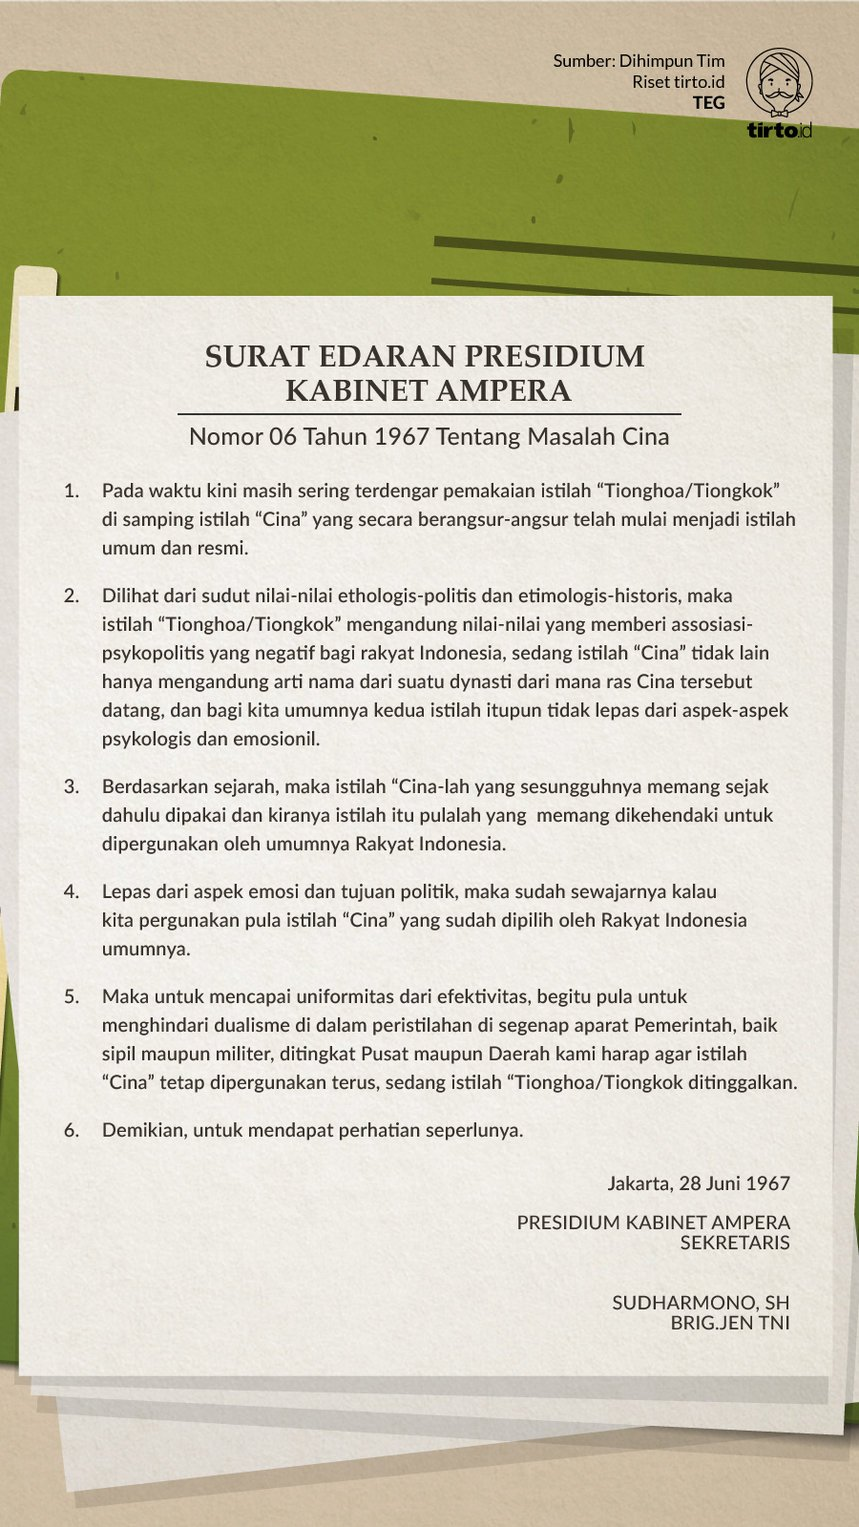 Sumber: Dihimpun Tim
Riset tirto.id
TEG
tirto.id
SURAT EDARAN PRESIDIUM
KABINET AMPERA
Nomor 06 Tahun 1967 Tentang Masalah Cina
1. Pada waktu kini masih sering terdengar pemakaian istilah “Tionghoa/Tiongkok”
di samping istilah “Cina” yang secara berangsur-angsur telah mulai menjadi istilah
umum dan resmi.
2. Dilihat dari sudut nilai-nilai ethologis-politis dan etimologis-historis, maka
istilah “Tionghoa/Tiongkok” mengandung nilai-nilai yang memberi assosiasi-
psykopolitis yang negatif bagi rakyat Indonesia, sedang istilah “Cina” tidak lain
hanya mengandung arti nama dari suatu dynasti dari mana ras Cina tersebut
datang, dan bagi kita umumnya kedua istilah itupun tidak lepas dari aspek-aspek
psykologis dan emosionil.
3. Berdasarkan sejarah, maka istilah “Cina-lah yang sesungguhnya memang sejak
dahulu dipakai dan kiranya istilah itu pulalah yang memang dikehendaki untuk
dipergunakan oleh umumnya Rakyat Indonesia.
4. Lepas dari aspek emosi dan tujuan politik, maka sudah sewajarnya kalau
kita pergunakan pula istilah “Cina” yang sudah dipilih oleh Rakyat Indonesia
umumnya.
5. Maka untuk mencapai uniformitas dari efektivitas, begitu pula untuk
menghindari dualisme di dalam peristilahan di segenap aparat Pemerintah, baik
sipil maupun militer, ditingkat Pusat maupun Daerah kami harap agar istilah
“Cina” tetap dipergunakan terus, sedang istilah “Tionghoa/Tiongkok ditinggalkan.
6. Demikian, untuk mendapat perhatian seperlunya.
Jakarta, 28 Juni 1967
PRESIDIUM KABINET AMPERA
SEKRETARIS
SUDHARMONO, SH
BRIG.JEN TNI